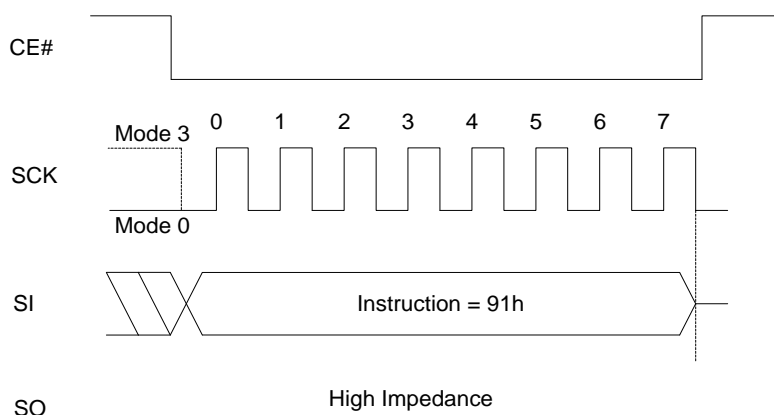 CE#
0 1 2 3 4 5 6 7
Mode 3
SCK
Mode 0
SI
Instruction = 91h
High Impedance
SO